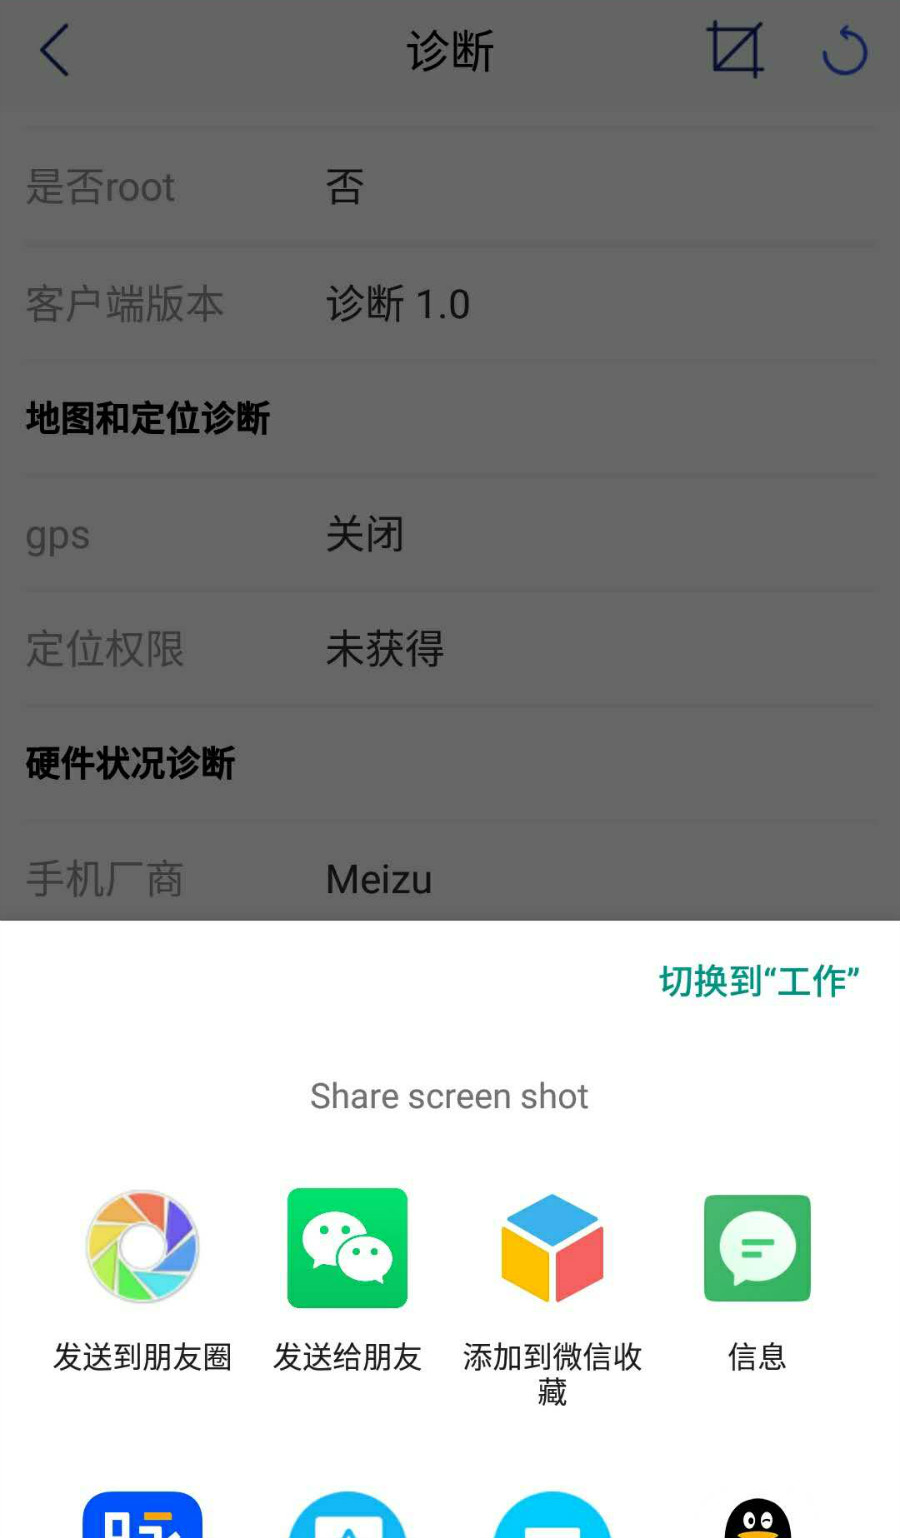 诊断
是否root 否
客户端版本 诊断 1.0
地图和定位诊断
gps 关闭
定位权限 未获得
硬件状况诊断
手机厂商 Meizu
切换到“工作”
Share screen shot
发送到朋友圈 发送给朋友 添加到微信收藏 信息